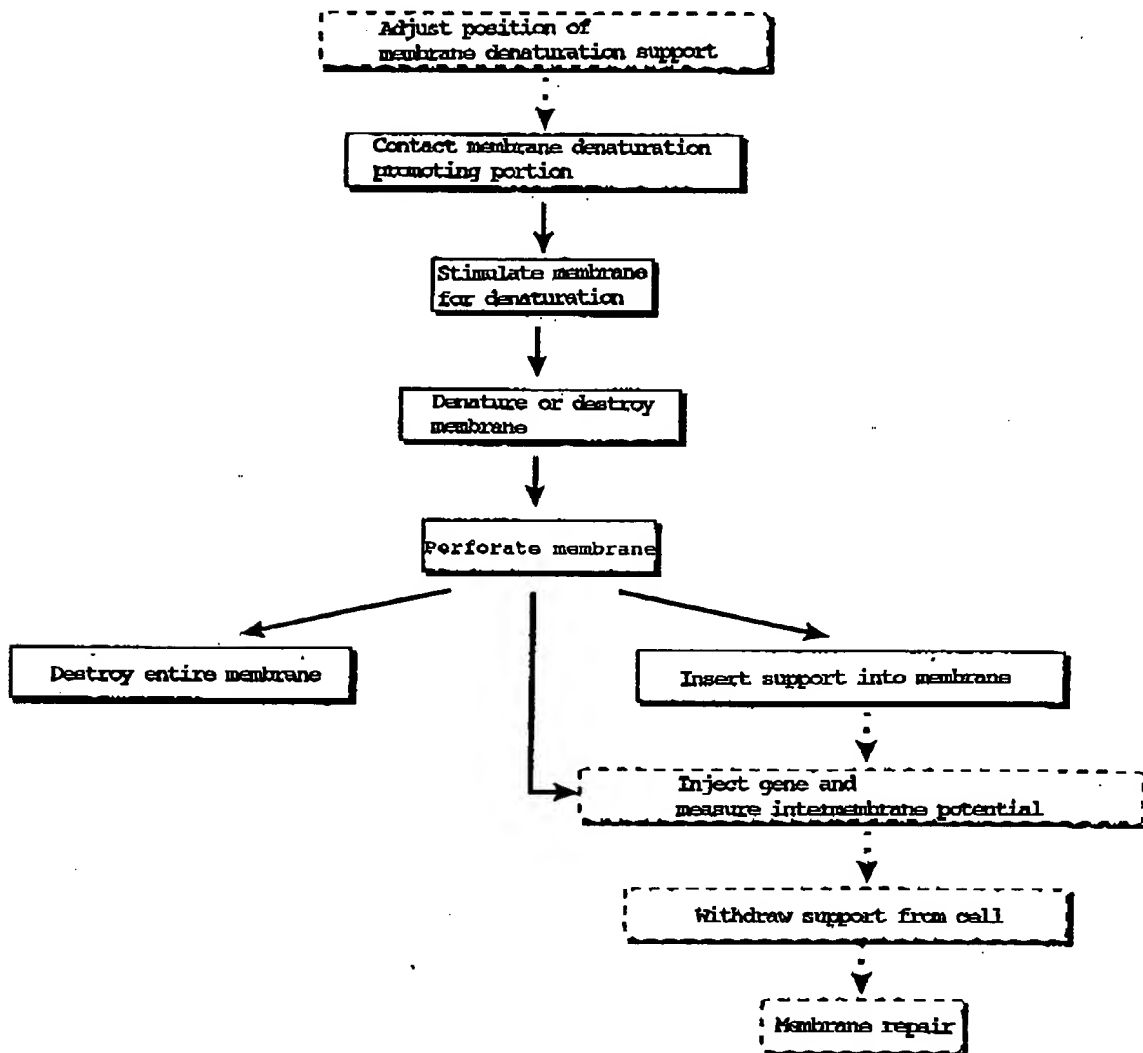 Adjust position of
membrane denaturation support
Contact membrane denaturation
promoting portion
Stimulate membrane
for denaturation
Denature or destroy
membrane
Perforate membrane
Destroy entire membrane
Insert support into membrane
Inject gene and
measure intermembrane potential
Withdraw support from cell
Membrane repair